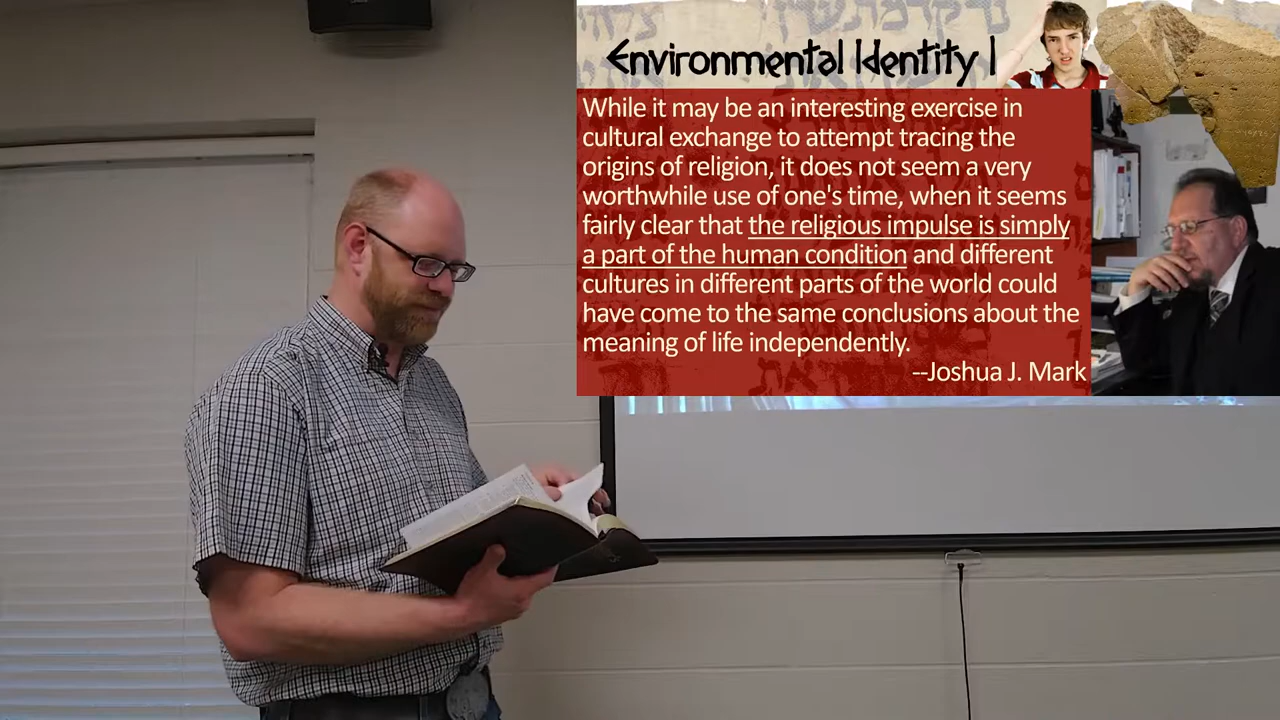 Environmental Identity I
While it may be an interesting exercise in
cultural exchange to attempt tracing the
origins of religion, it does not seem a very
worthwhile use of one's time, when it seems
fairly clear that the religious impulse is simply
a part of the human condition and different
cultures in different parts of the world could
have come to the same conclusions about the
meaning of life independently.
--Joshua J. Mark